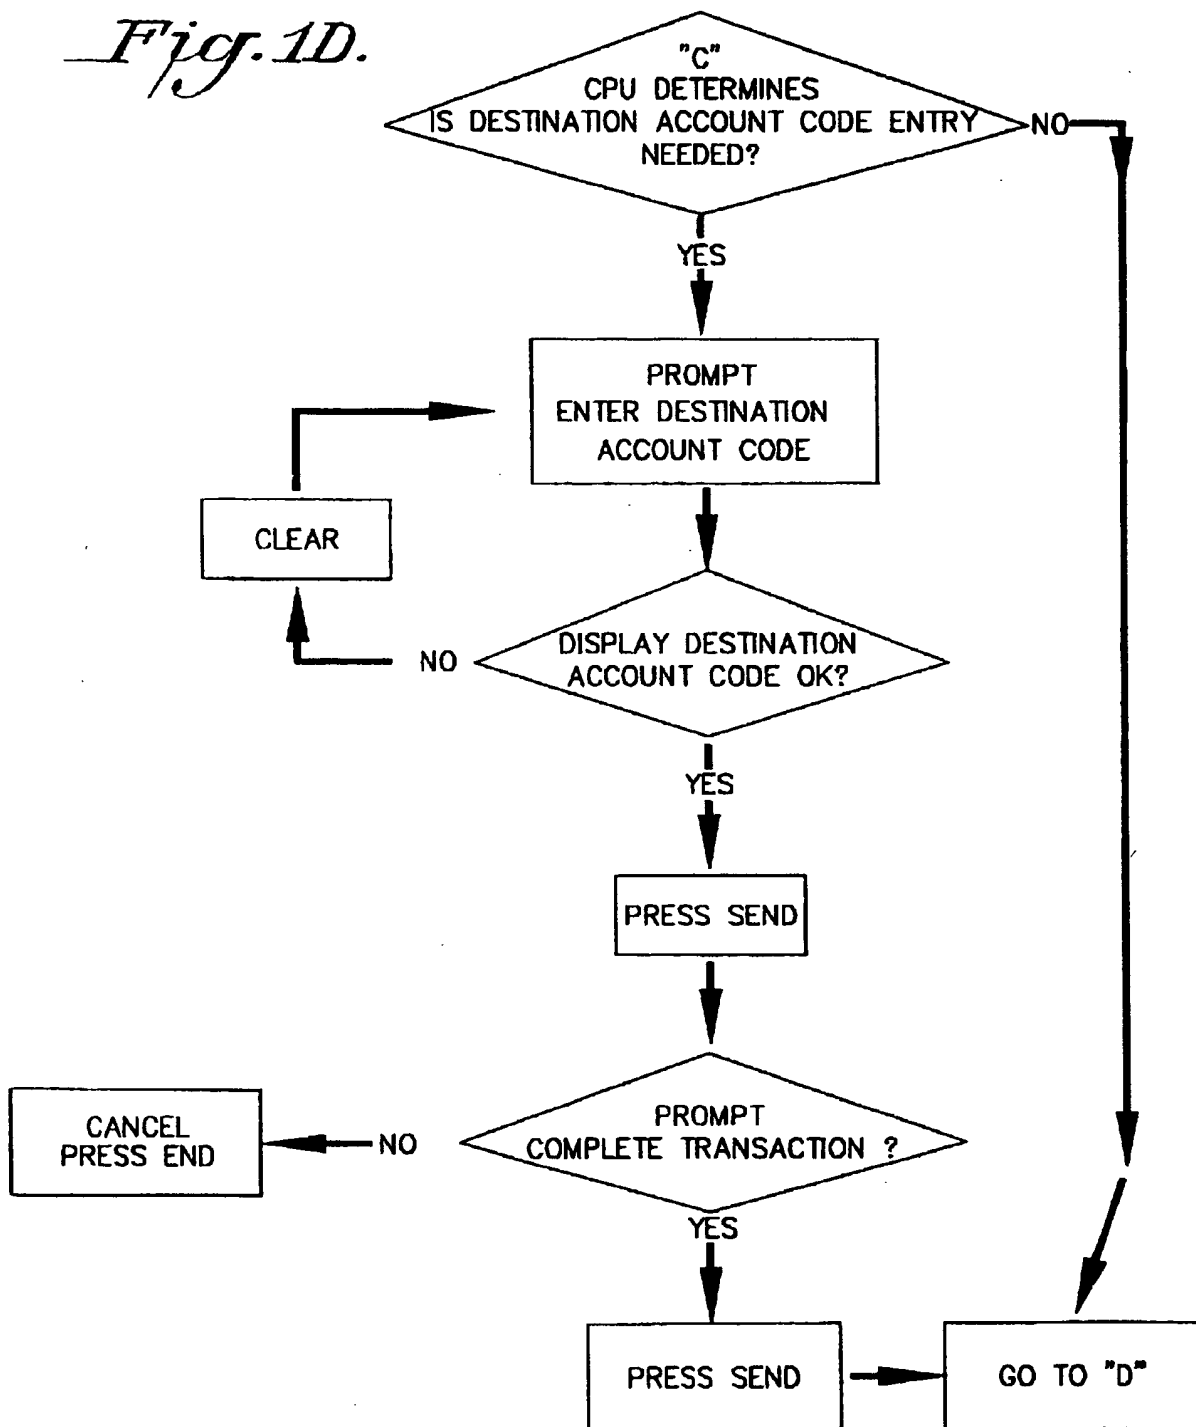 Fig. 1D.
"C"
CPU DETERMINES
IS DESTINATION ACCOUNT CODE ENTRY
NEEDED?
NO
YES
PROMPT
ENTER DESTINATION
ACCOUNT CODE
CLEAR
NO
DISPLAY DESTINATION
ACCOUNT CODE OK?
YES
PRESS SEND
CANCEL
PRESS END
NO
PROMPT
COMPLETE TRANSACTION ?
YES
PRESS SEND
GO TO "D"